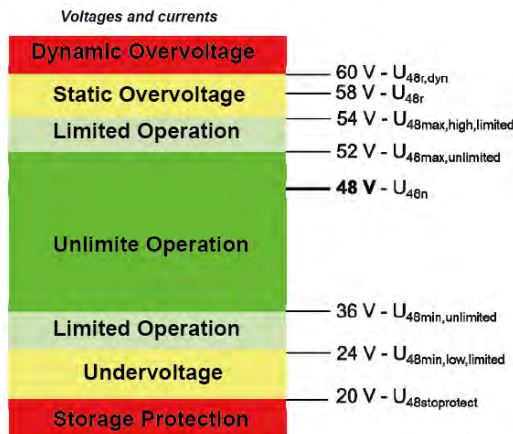 Voltages and currents
Dynamic Overvoltage
60 V - U48r,dyn
Static Overvoltage
58 V - U48r
54 V - U48max,high,limited
Limited Operation
52 V - U48max,unlimited
48 V - U48n
Unlimite Operation
36 V - U48min,unlimited
Limited Operation
24 V - U48min,low,limited
Undervoltage
20 V - U48stoprotect
Storage Protection